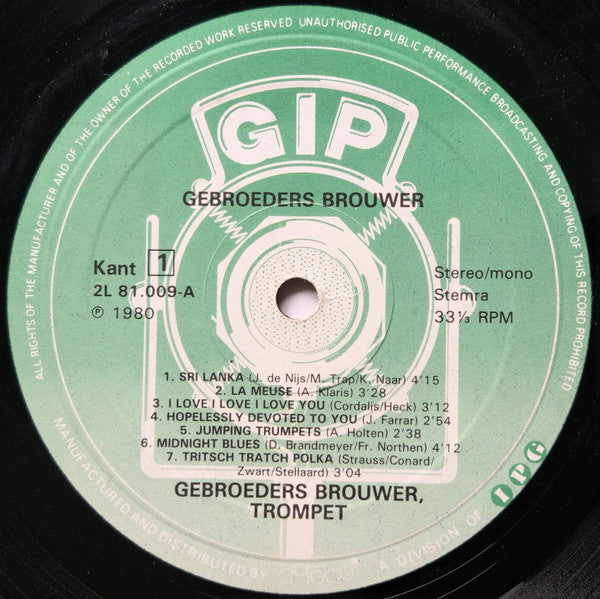 ALL RIGHTS OF THE MANUFACTURER AND OF THE OWNER OF THE RECORDED WORK RESERVED UNAUTHORISED PUBLIC PERFORMANCE BROADCASTING AND COPYING OF THIS RECORD PROHIBITED
GIP
GEBROEDERS BROUWER
Kant 1
2L 81.009-A
℗ 1980
Stereo/mono
Stemra
33⅓ RPM
1. SRI LANKA (J. de Nijs/M. Trap/K. Naar) 4'15
2. LA MEUSE (A. Klaris) 3'28
3. I LOVE I LOVE I LOVE YOU (Cordalis/Heck) 3'12
4. HOPELESSLY DEVOTED TO YOU (J. Farrar) 2'54
5. JUMPING TRUMPETS (A. Holten) 2'38
6. MIDNIGHT BLUES (D. Brandmeyer/Fr. Northen) 4'12
7. TRITSCH TRATCH POLKA (Strauss/Conard/
Zwart/Stellaard) 3'04
GEBROEDERS BROUWER,
TROMPET
MANUFACTURED AND DISTRIBUTED BY A DIVISION OF IPG